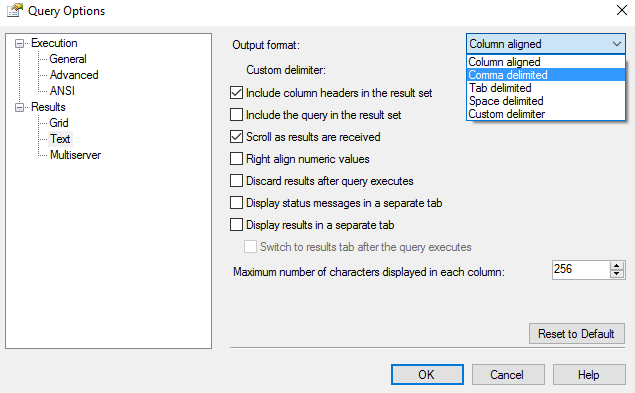 Query Options
Execution
General
Advanced
ANSI
Results
Grid
Text
Multiserver
Output format:
Column aligned
Column aligned
Comma delimited
Tab delimited
Space delimited
Custom delimiter
Custom delimiter:
Include column headers in the result set
Include the query in the result set
Scroll as results are received
Right align numeric values
Discard results after query executes
Display status messages in a separate tab
Display results in a separate tab
Switch to results tab after the query executes
Maximum number of characters displayed in each column:
256
Reset to Default
OK
Cancel
Help